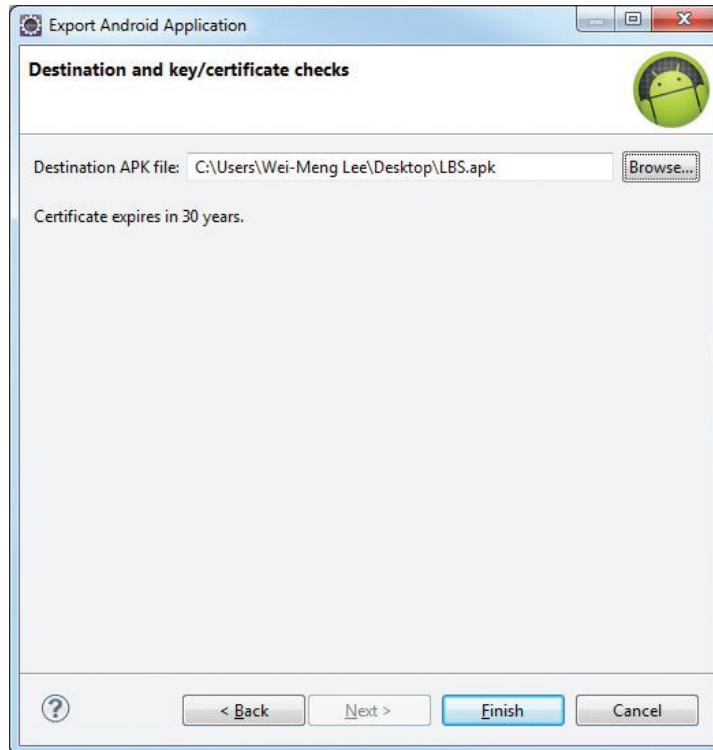 Export Android Application
Destination and key/certificate checks
Destination APK file: C:\Users\Wei-Meng Lee\Desktop\LBS.apk Browse...
Certificate expires in 30 years.
? < Back Next > Finish Cancel